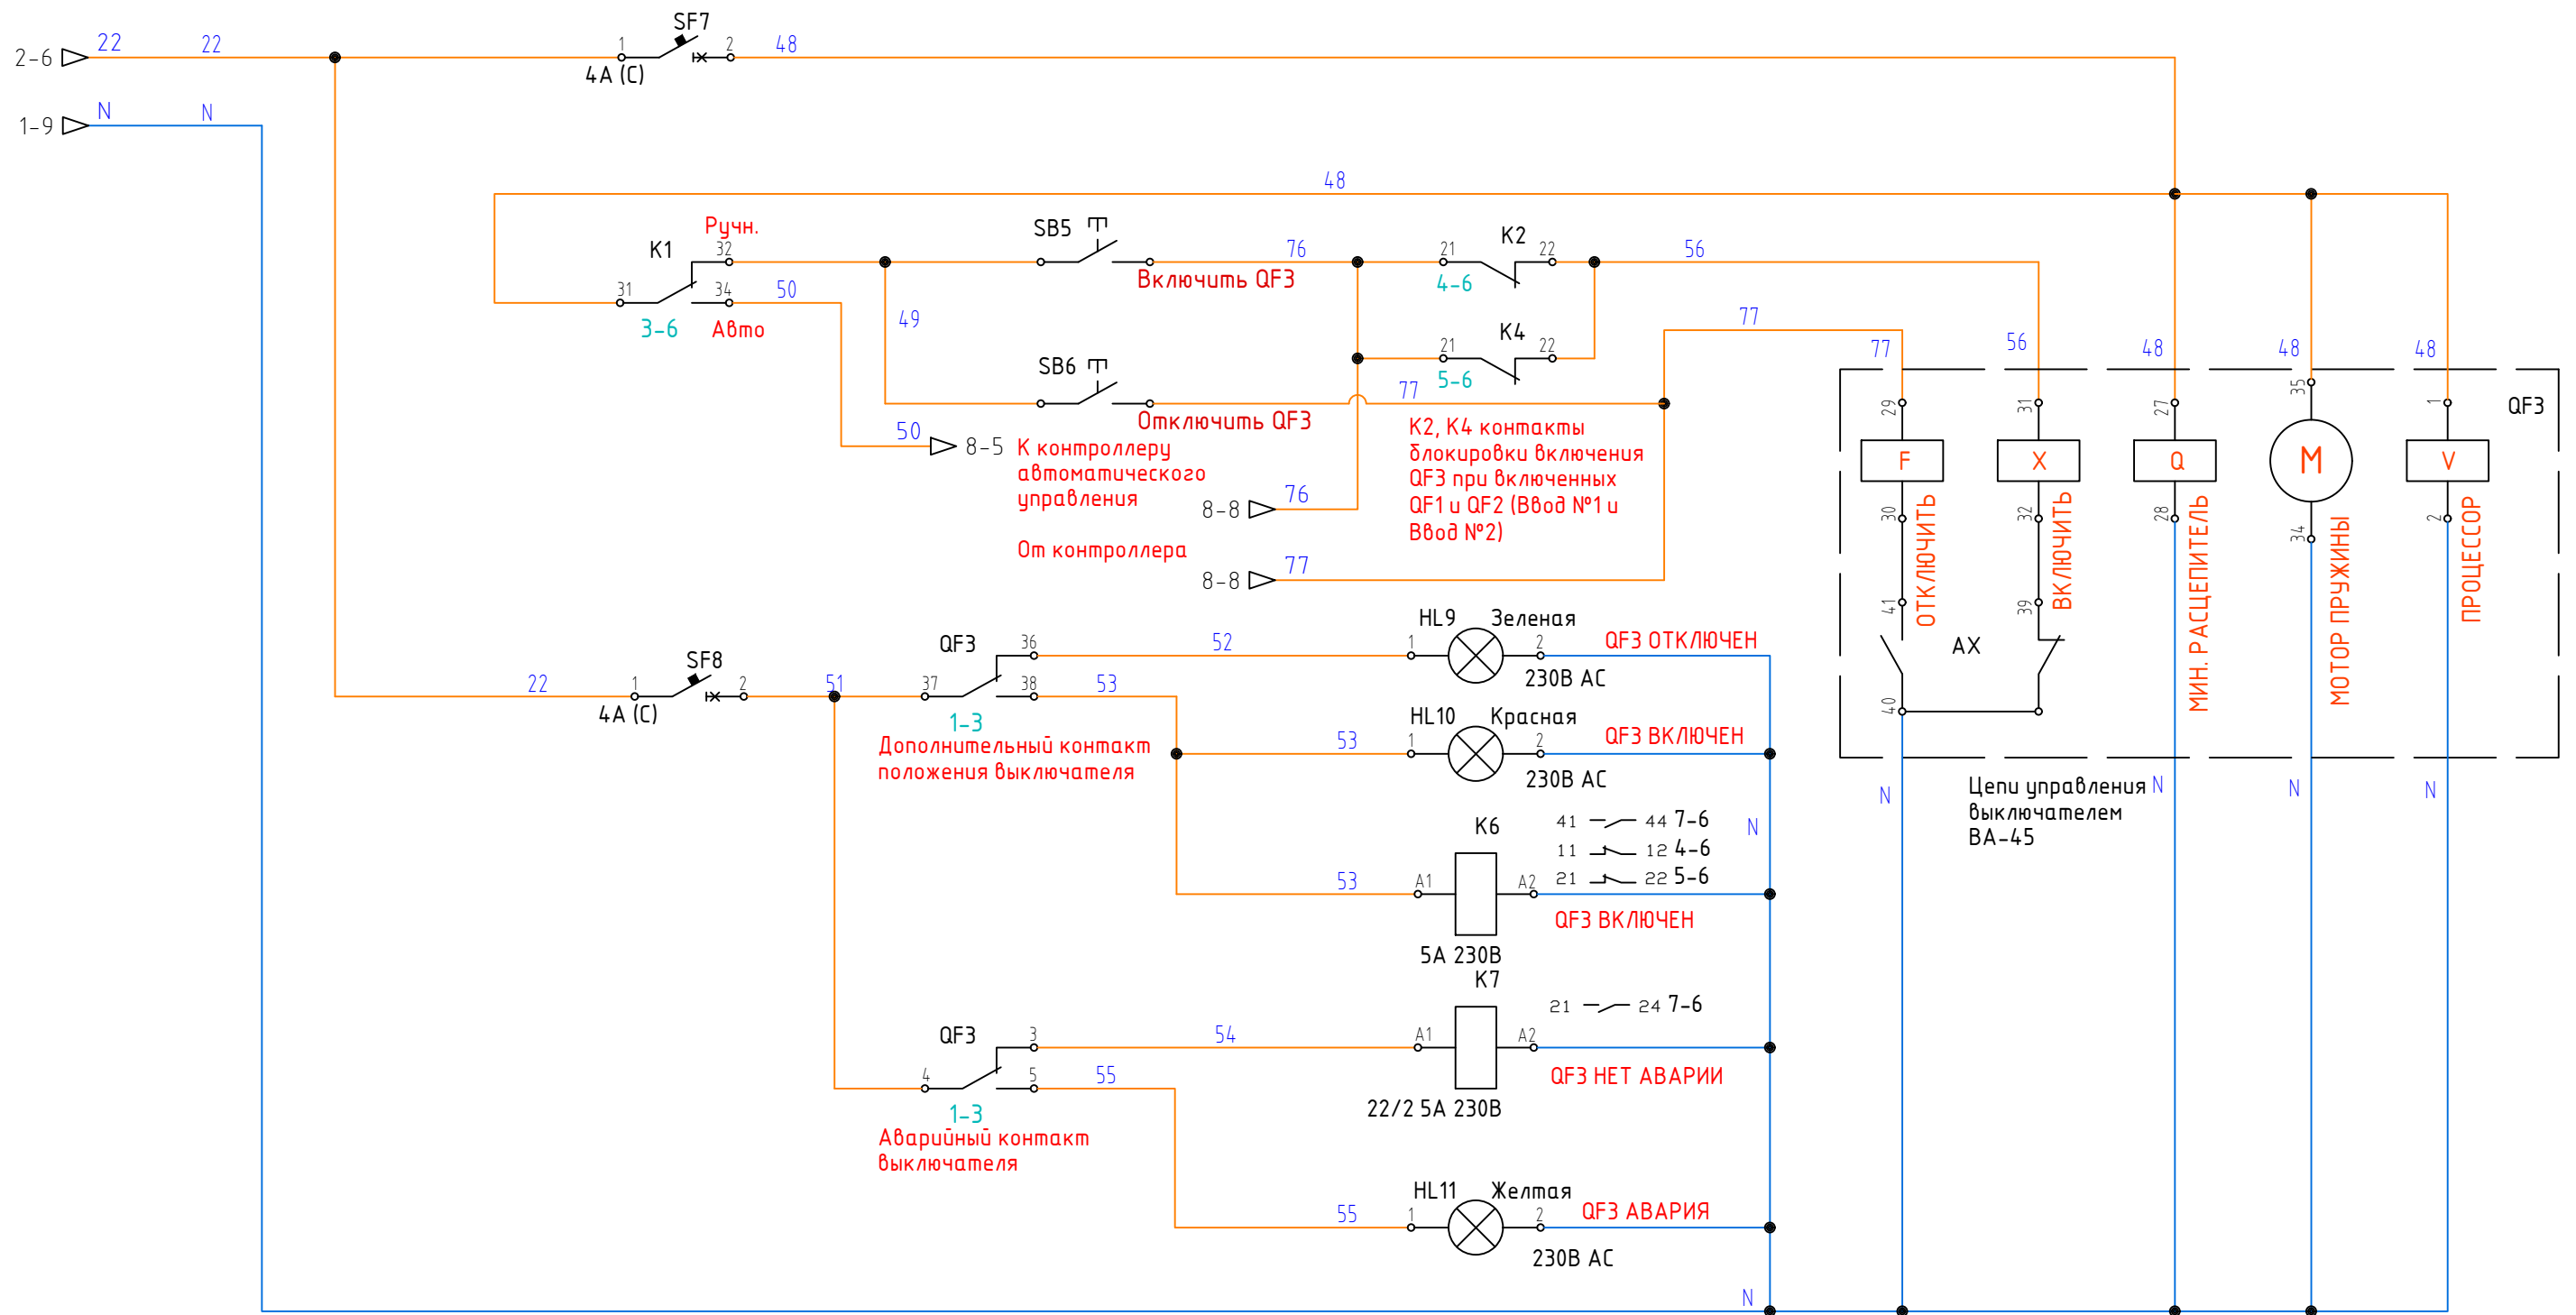 SF7
2-6
22
22
1
2
48
4А (С)
1-9
N
N
48
Ручн.
K1
32
31
34
50
3-6
Авто
49
SB5
Включить QF3
76
K2
21
22
4-6
56
K4
21
22
5-6
77
SB6
Отключить QF3
77
50
8-5
К контроллеру
автоматического
управления
8-8
76
От контроллера
8-8
77
K2, K4 контакты
блокировки включения
QF3 при включенных
QF1 и QF2 (Ввод №1 и
Ввод №2)
77
56
48
48
48
QF3
29
31
27
35
1
F
X
Q
M
V
30
32
28
34
2
ОТКЛЮЧИТЬ
ВКЛЮЧИТЬ
МИН. РАСЦЕПИТЕЛЬ
МОТОР ПРУЖИНЫ
ПРОЦЕССОР
41
39
AX
40
N
N
N
N
Цепи управления
выключателем
ВА-45
22
SF8
1
2
4А (С)
51
QF3
36
37
38
1-3
Дополнительный контакт
положения выключателя
52
53
HL9 Зеленая
1
2
QF3 ОТКЛЮЧЕН
230В АС
HL10 Красная
53
1
2
QF3 ВКЛЮЧЕН
230В АС
K6
41 44 7-6
11 12 4-6
21 22 5-6
53
A1
A2
N
QF3 ВКЛЮЧЕН
5А 230В
K7
21 24 7-6
QF3
3
4
5
1-3
Аварийный контакт
выключателя
54
A1
A2
QF3 НЕТ АВАРИИ
22/2 5А 230В
55
HL11 Желтая
55
1
2
QF3 АВАРИЯ
230В АС
N